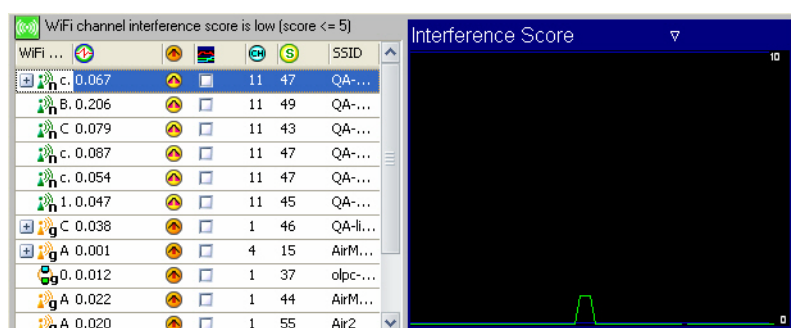 WiFi channel interference score is low (score <= 5)
Interference Score
WiFi ... CH S SSID
10
n c. 0.067 11 47 QA-...
n B. 0.206 11 49 QA-...
n C 0.079 11 43 QA-...
n c. 0.087 11 47 QA-...
n c. 0.054 11 47 QA-...
n 1. 0.047 11 45 QA-...
g C 0.038 1 46 QA-li...
g A 0.001 4 15 AirM...
g 0. 0.012 1 37 olpc-...
g A 0.022 1 44 AirM...
g A 0.020 1 55 Air2
0